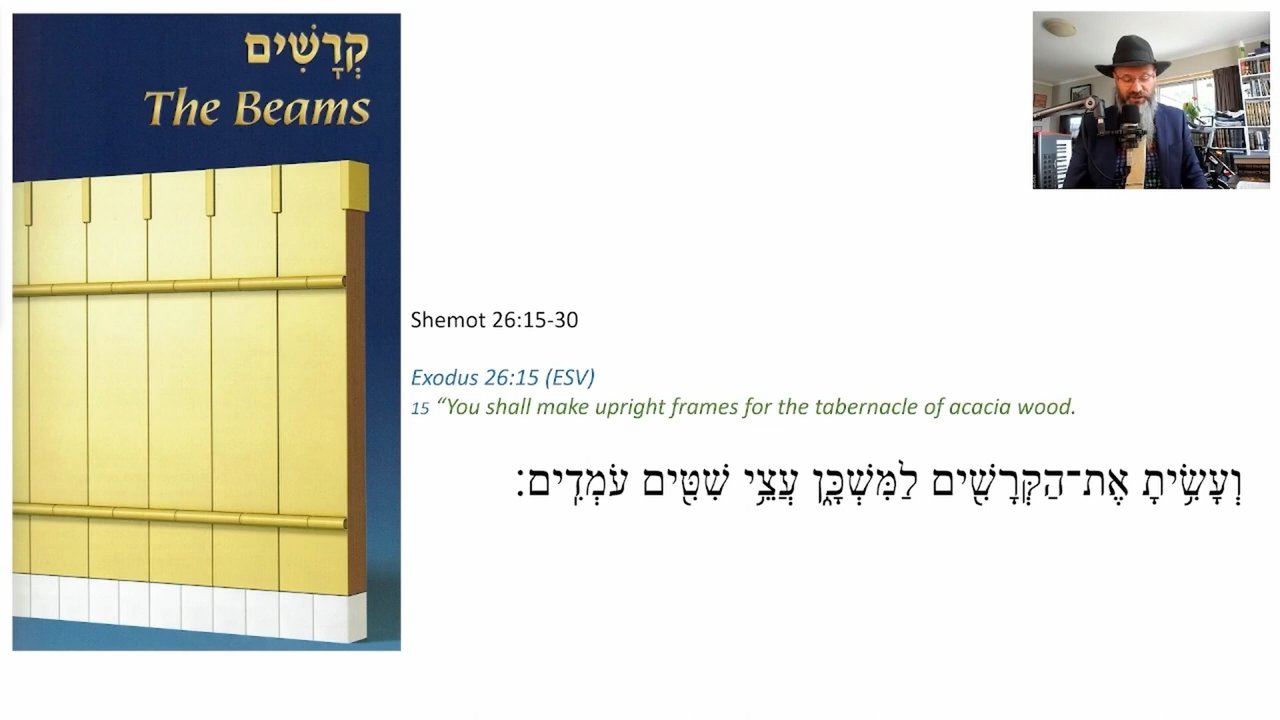 קְרָשִׁים
The Beams
Shemot 26:15-30
Exodus 26:15 (ESV)
15 “You shall make upright frames for the tabernacle of acacia wood.
וְעָשִׂ֥יתָ אֶת־הַקְּרָשִׁ֖ים לַמִּשְׁכָּ֑ן עֲצֵ֥י שִׁטִּ֖ים עֹמְדִֽים׃